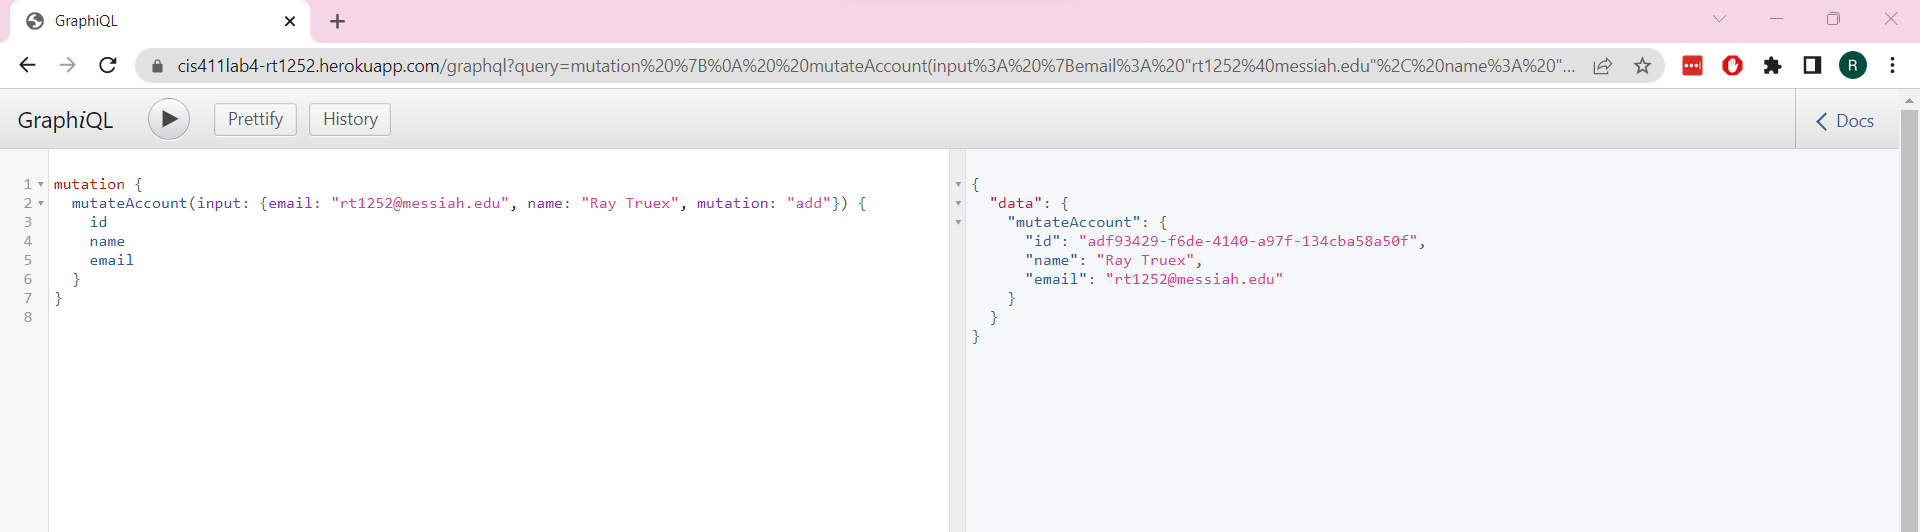 GraphiQL
cis411lab4-rt1252.herokuapp.com/graphql?query=mutation%20%7B%0A%20%20mutateAccount(input%3A%20%7Bemail%3A%20"rt1252%40messiah.edu"%2C%20name%3A%20"...
R
GraphiQL
Prettify
History
Docs
1 mutation {
2 mutateAccount(input: {email: "rt1252@messiah.edu", name: "Ray Truex", mutation: "add"}) {
3 id
4 name
5 email
6 }
7 }
8
{
"data": {
"mutateAccount": {
"id": "adf93429-f6de-4140-a97f-134cba58a50f",
"name": "Ray Truex",
"email": "rt1252@messiah.edu"
}
}
}